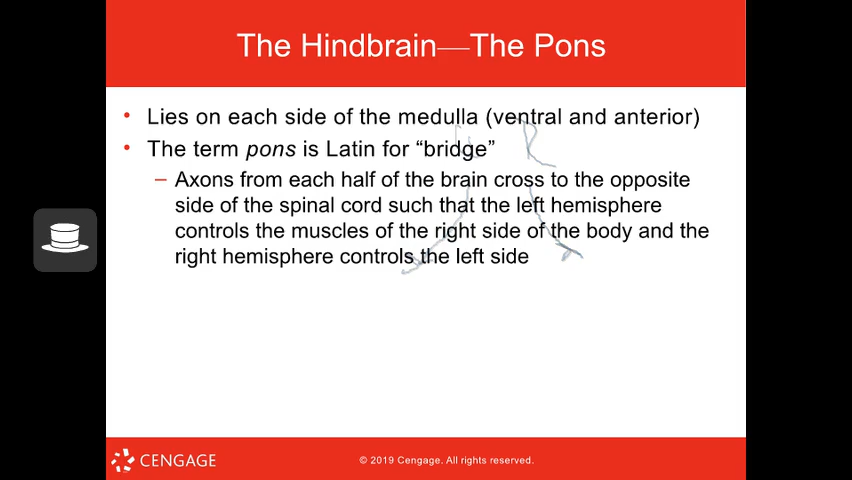 The Hindbrain—The Pons
• Lies on each side of the medulla (ventral and anterior)
• The term pons is Latin for “bridge”
– Axons from each half of the brain cross to the opposite
side of the spinal cord such that the left hemisphere
controls the muscles of the right side of the body and the
right hemisphere controls the left side
R
CENGAGE
© 2019 Cengage. All rights reserved.